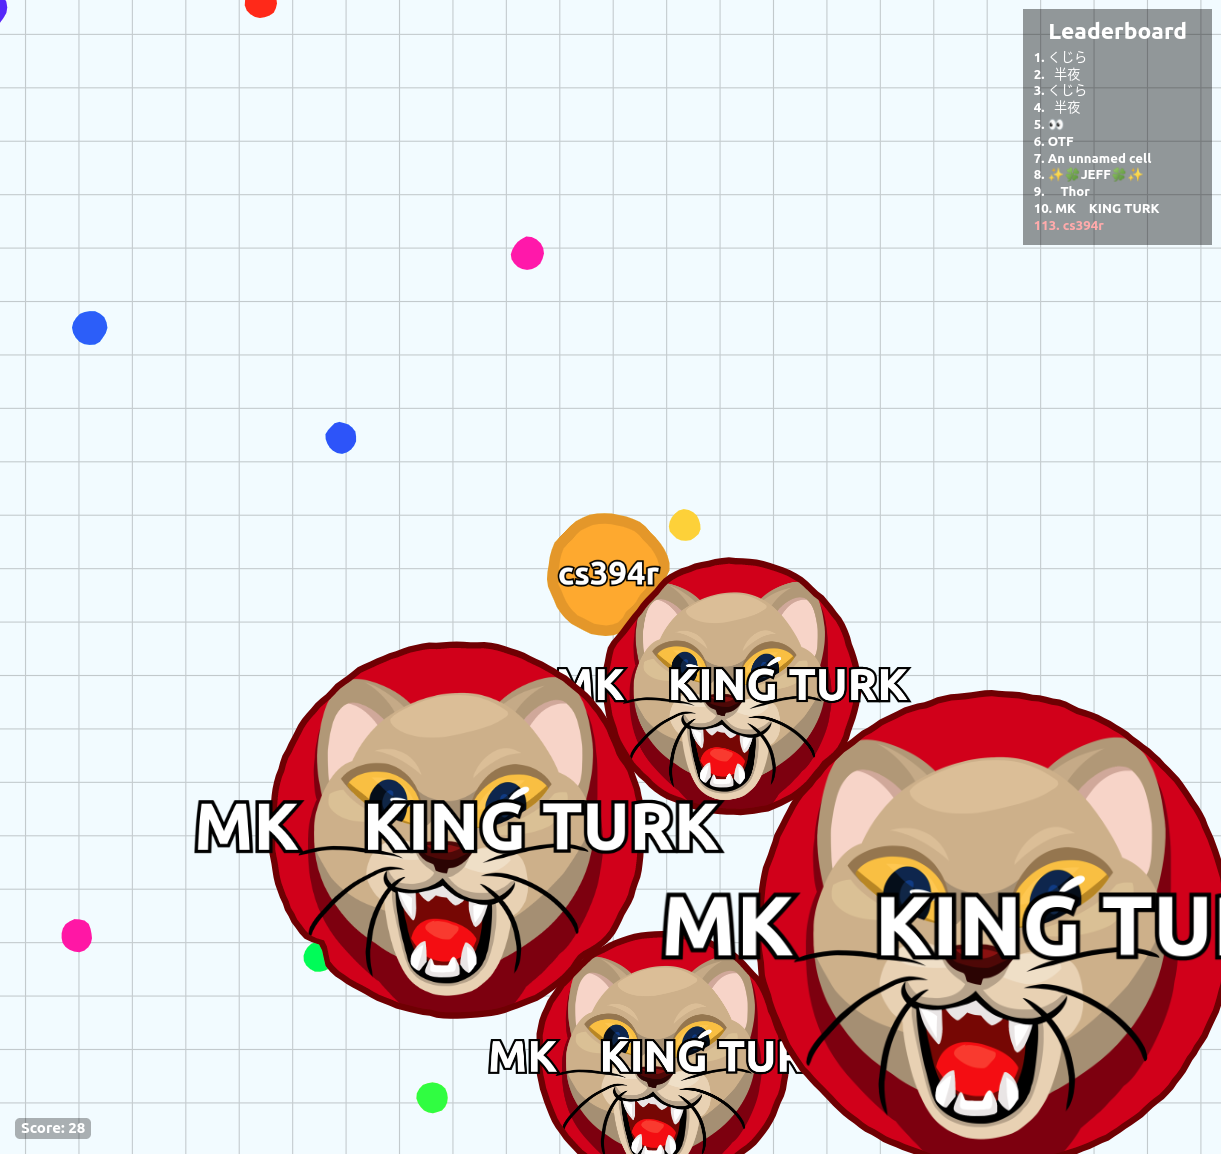 Leaderboard
1. くじら
2. 半夜
3. くじら
4. 半夜
5. 👀
6. OTF
7. An unnamed cell
8. ✨🍀JEFF🍀✨
9. Thor
10. MK KING TURK
113. cs394r
cs394r
MK KING TURK
MK KING TURK
MK KING TU
MK KING TUR
Score: 28